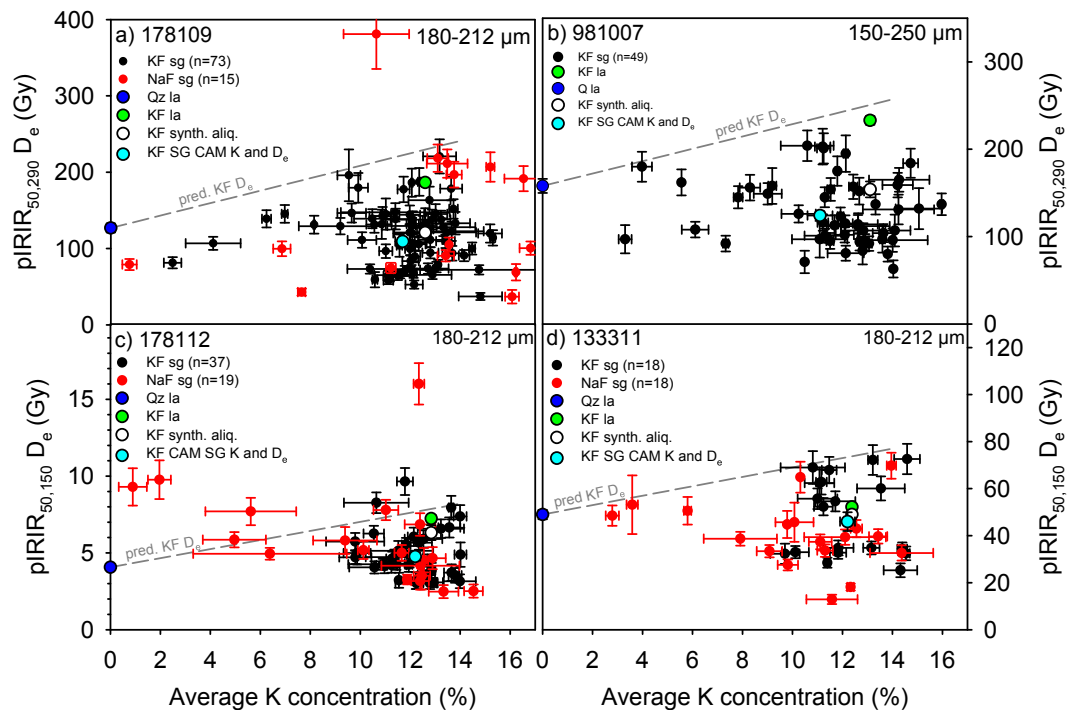 a) 178109
180-212 µm
KF sg (n=73)
NaF sg (n=15)
Qz la
KF la
KF synth. aliq.
KF SG CAM K and De
pred. KF De
400
300
200
100
0
pIRIR50,290 De (Gy)
b) 981007
150-250 µm
KF sg (n=49)
KF la
Q la
KF synth. aliq.
KF SG CAM K and De
pred KF De
300
200
100
0
pIRIR50,290 De (Gy)
c) 178112
180-212 µm
KF sg (n=37)
NaF sg (n=19)
Qz la
KF la
KF synth. aliq.
KF CAM SG K and De
pred. KF De
15
10
5
0
pIRIR50,150 De (Gy)
0 2 4 6 8 10 12 14 16
Average K concentration (%)
d) 133311
180-212 µm
KF sg (n=18)
NaF sg (n=18)
Qz la
KF la
KF synth. aliq.
KF SG CAM K and De
pred KF De
120
100
80
60
40
20
0
pIRIR50,150 De (Gy)
0 2 4 6 8 10 12 14 16
Average K concentration (%)